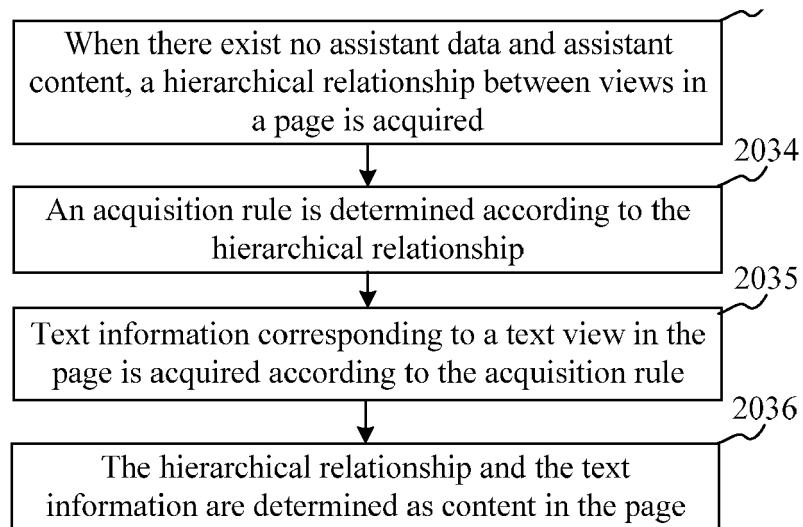 When there exist no assistant data and assistant
content, a hierarchical relationship between views in
a page is acquired
2034
An acquisition rule is determined according to the
hierarchical relationship
2035
Text information corresponding to a text view in the
page is acquired according to the acquisition rule
2036
The hierarchical relationship and the text
information are determined as content in the page